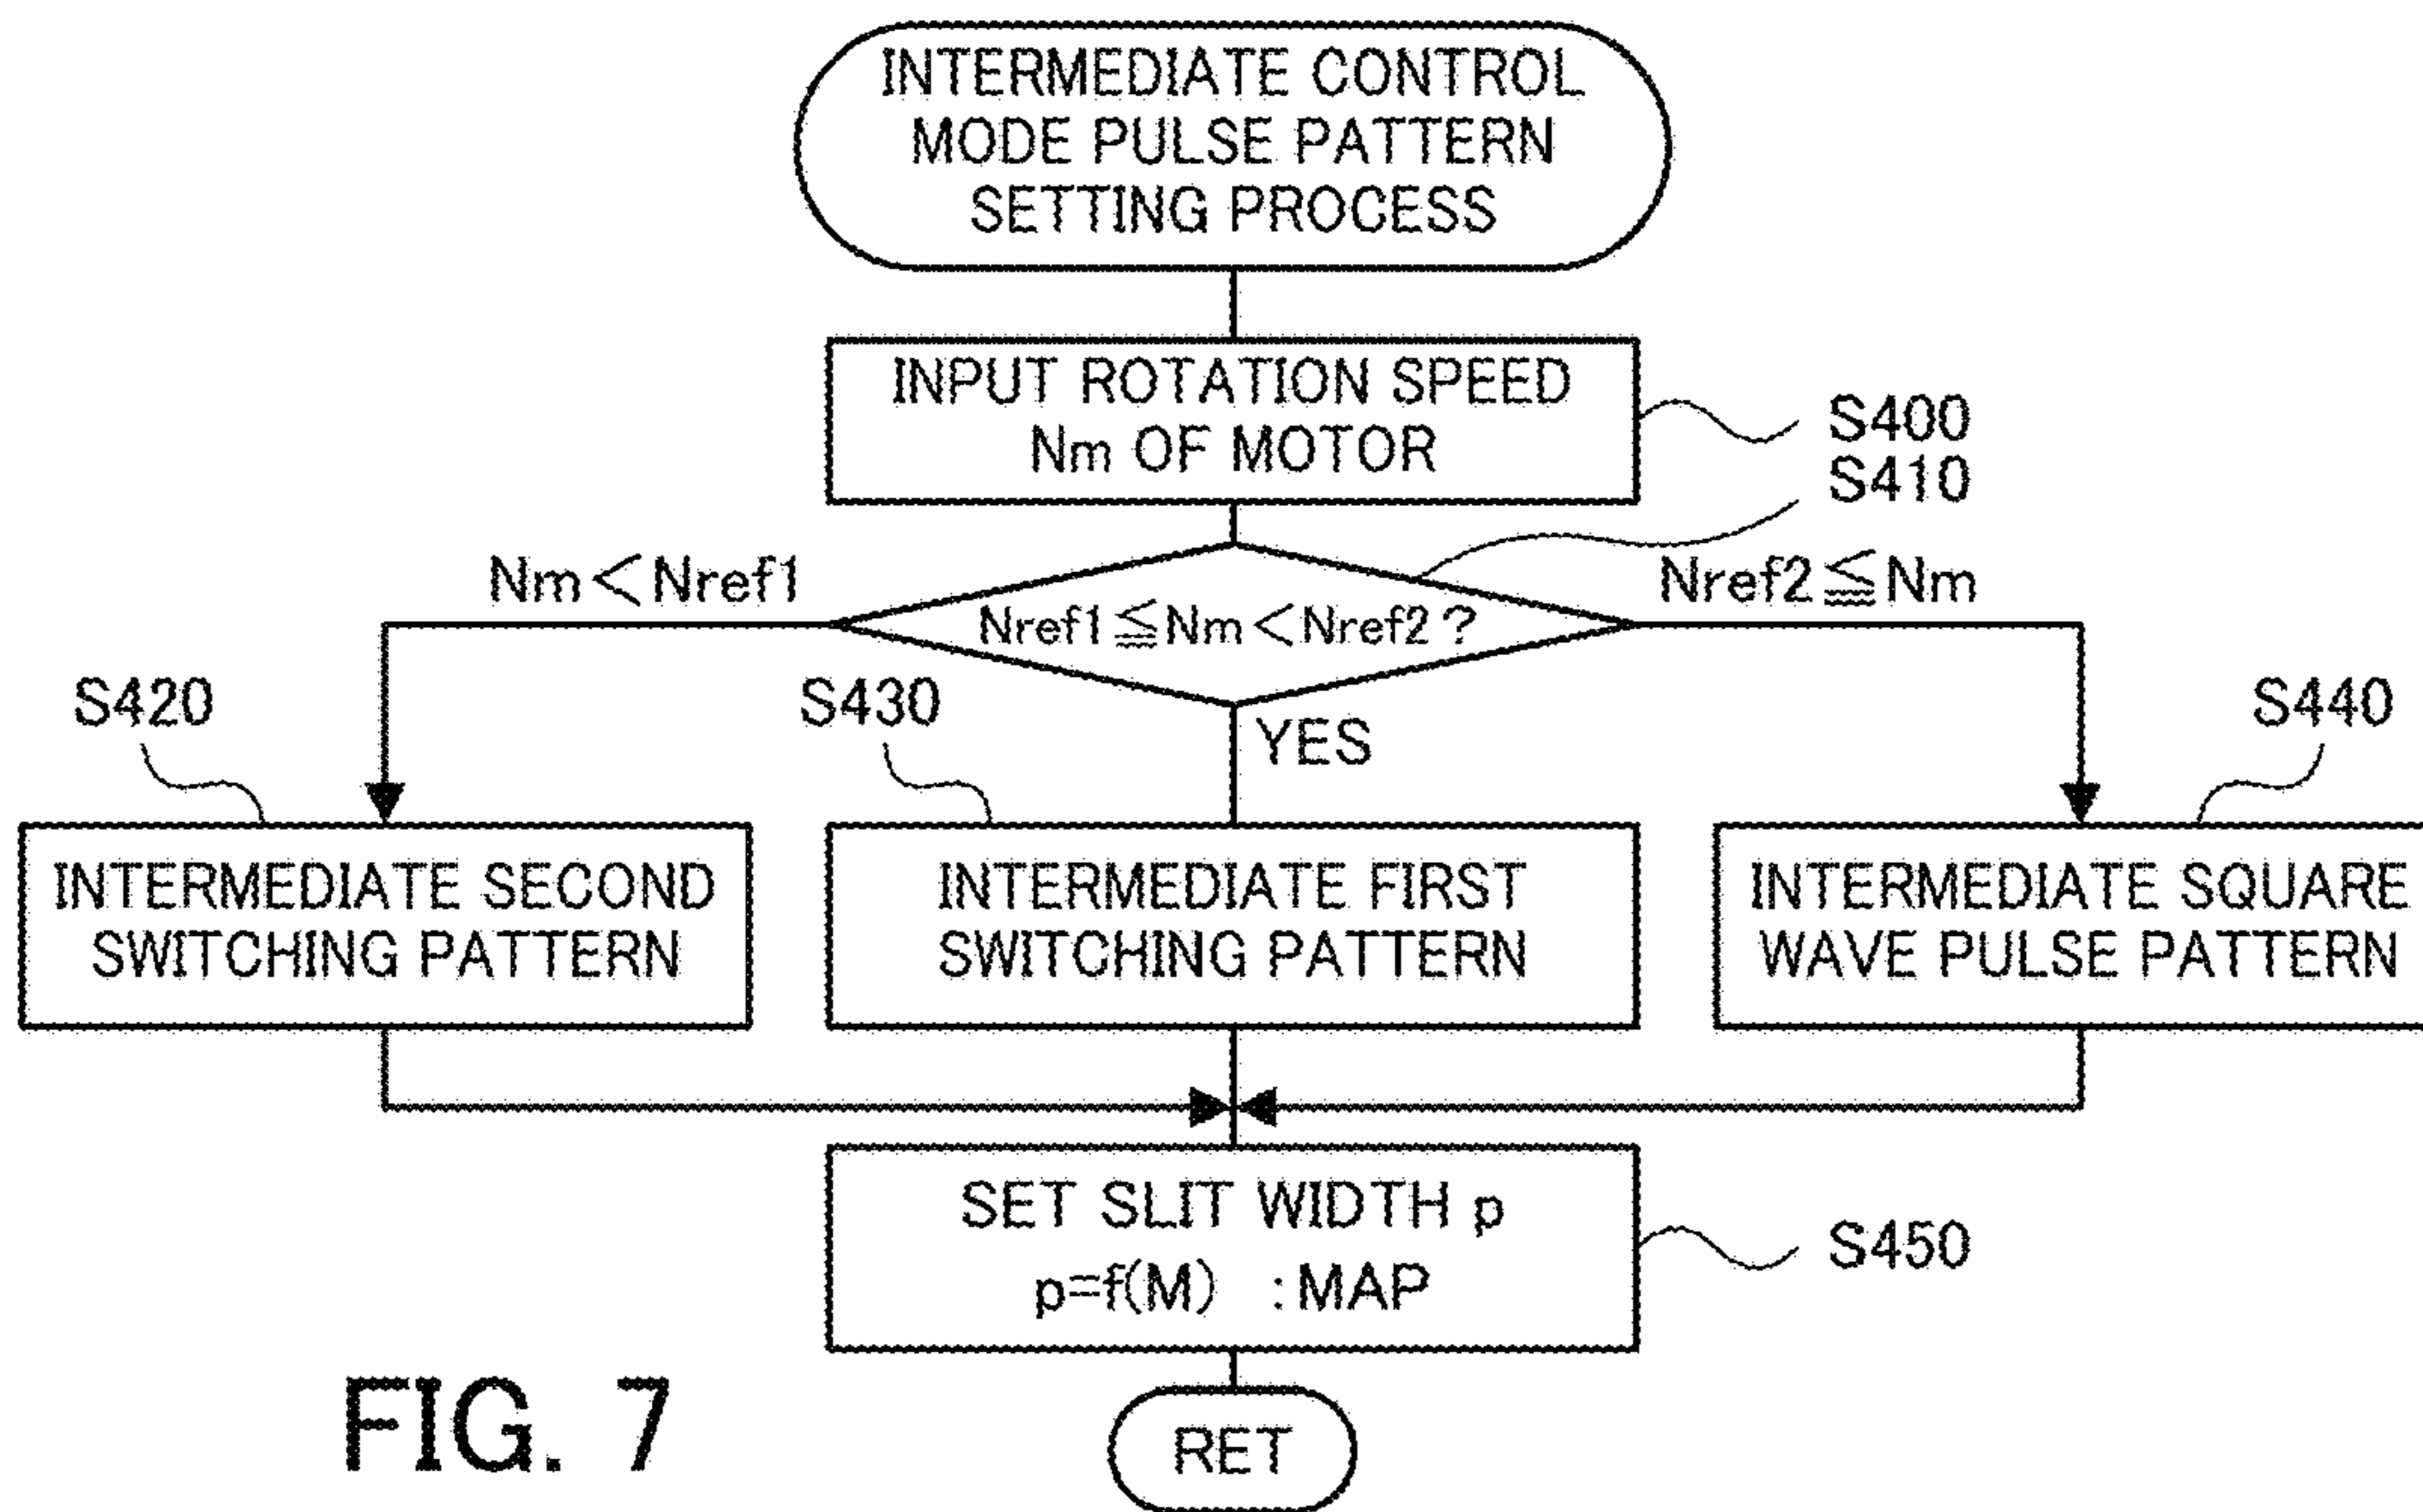 INTERMEDIATE CONTROL
MODE PULSE PATTERN
SETTING PROCESS
INPUT ROTATION SPEED
Nm OF MOTOR
S400
S410
Nm<Nref1
Nref1≦Nm<Nref2?
Nref2≦Nm
S420
S430
YES
S440
INTERMEDIATE SECOND
SWITCHING PATTERN
INTERMEDIATE FIRST
SWITCHING PATTERN
INTERMEDIATE SQUARE
WAVE PULSE PATTERN
SET SLIT WIDTH p
p=f(M) :MAP
S450
RET
FIG. 7